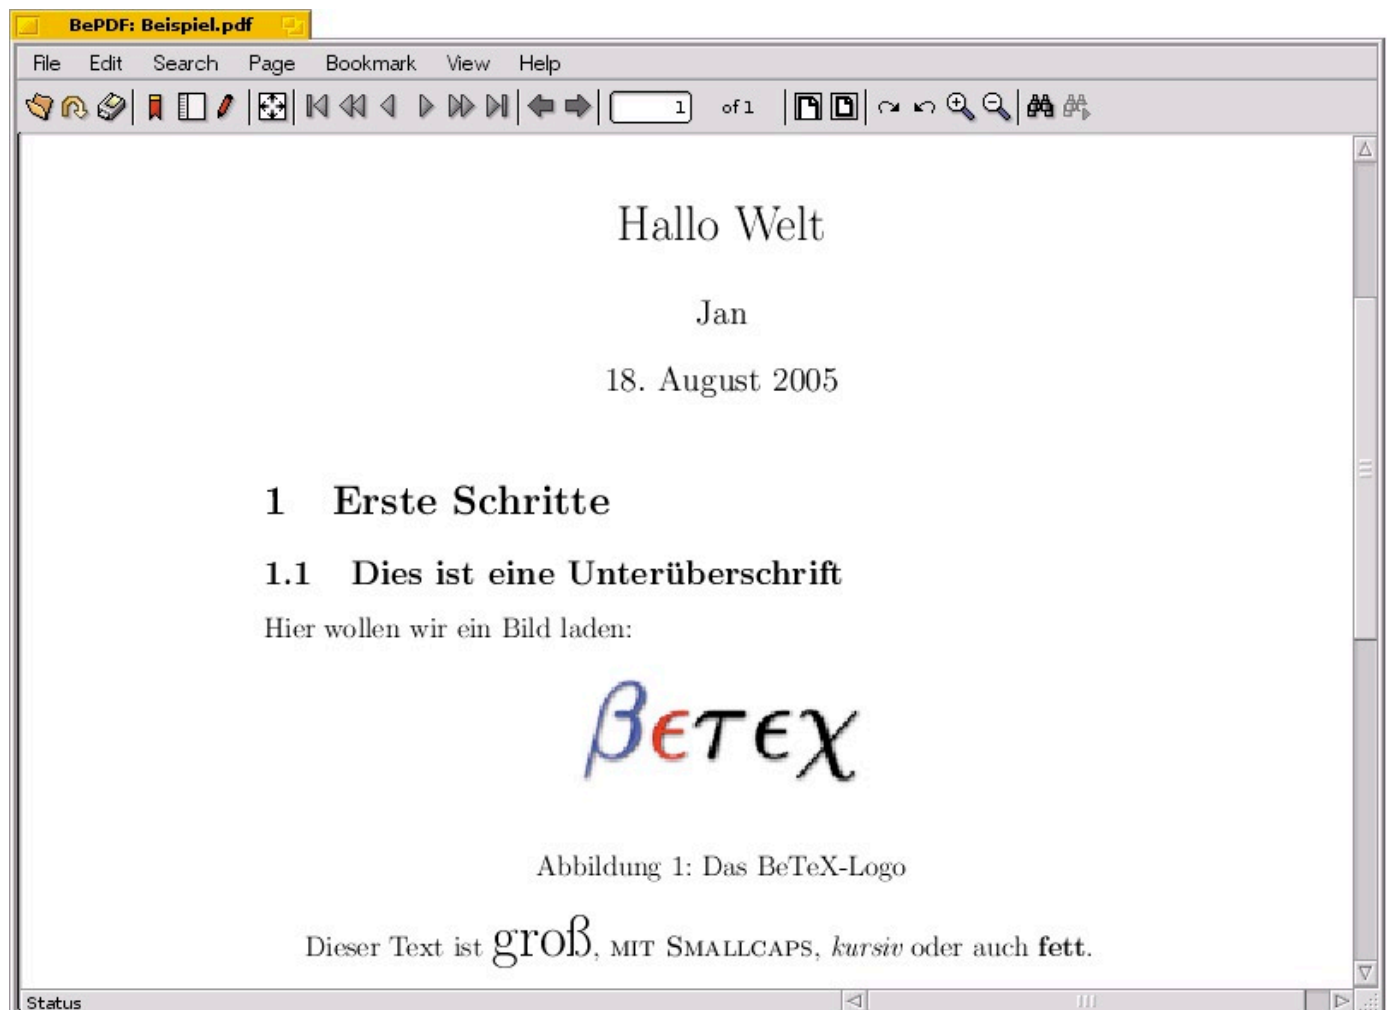 BePDF: Beispiel.pdf
File Edit Search Page Bookmark View Help
1 of 1
Hallo Welt
Jan
18. August 2005
1 Erste Schritte
1.1 Dies ist eine Unterüberschrift
Hier wollen wir ein Bild laden:
βετεχ
Abbildung 1: Das BeTeX-Logo
Dieser Text ist groß, MIT SMALLCAPS, kursiv oder auch fett.
Status